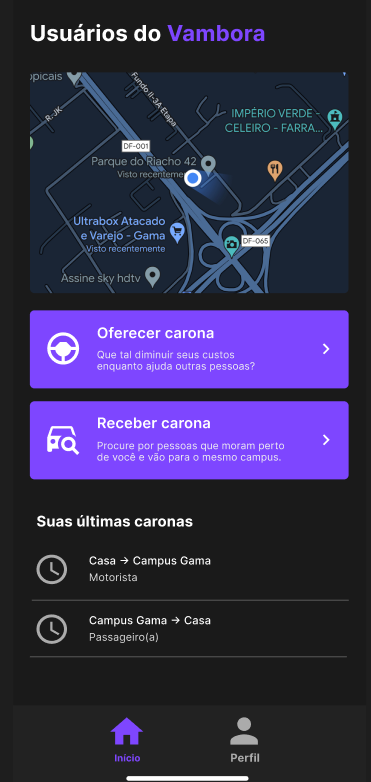 Usuários do Vambora
opicais
Fundo II-3A Etapa
R. JK
IMPÉRIO VERDE -
CELEIRO - FARRA...
DF-001
Parque do Riacho 42
Visto recentemente
Ultrabox Atacado
e Varejo - Gama
Visto recentemente
DF-065
Assine sky hdtv
Oferecer carona
Que tal diminuir seus custos
enquanto ajuda outras pessoas?
Receber carona
Procure por pessoas que moram perto
de você e vão para o mesmo campus.
Suas últimas caronas
Casa → Campus Gama
Motorista
Campus Gama → Casa
Passageiro(a)
Início
Perfil